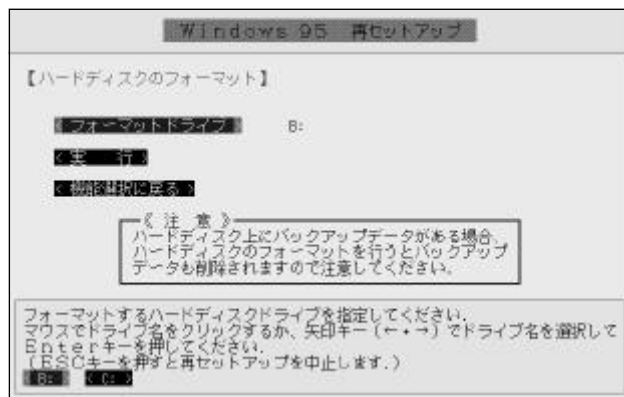 Windows 95　再セットアップ
【ハードディスクのフォーマット】
《フォーマットドライブ》　B:
<実　行>
<機能選択に戻る>
《 注　意 》
ハードディスク上にバックアップデータがある場合、
ハードディスクのフォーマットを行うとバックアップ
データも削除されますので注意してください。
フォーマットするハードディスクドライブを指定してください.
マウスでドライブ名をクリックするか、矢印キー（←・→）でドライブ名を選択して
Enterキーを押してください.
（ESCキーを押すと再セットアップを中止します.）
《 B: 》 < C: >